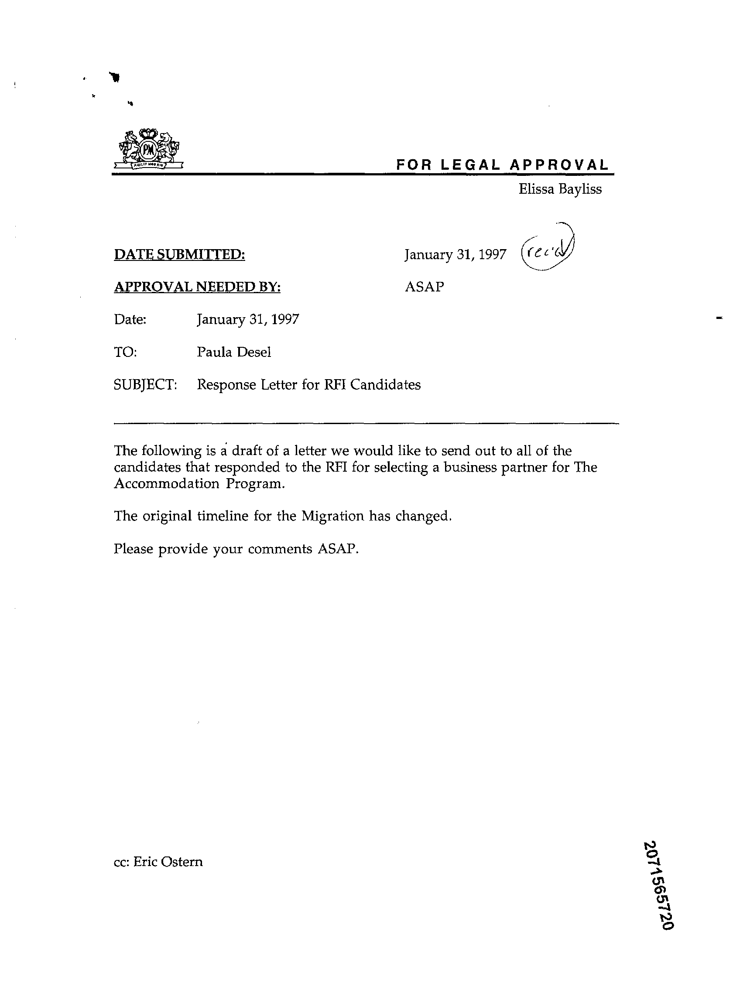 PM
FOR LEGAL APPROVAL
Elissa Bayliss
DATE SUBMITTED: January 31, 1997 rec'd
APPROVAL NEEDED BY: ASAP
Date: January 31, 1997
TO: Paula Desel
SUBJECT: Response Letter for RFI Candidates
The following is a draft of a letter we would like to send out to all of the
candidates that responded to the RFI for selecting a business partner for The
Accommodation Program.
The original timeline for the Migration has changed.
Please provide your comments ASAP.
cc: Eric Ostern
2071565720